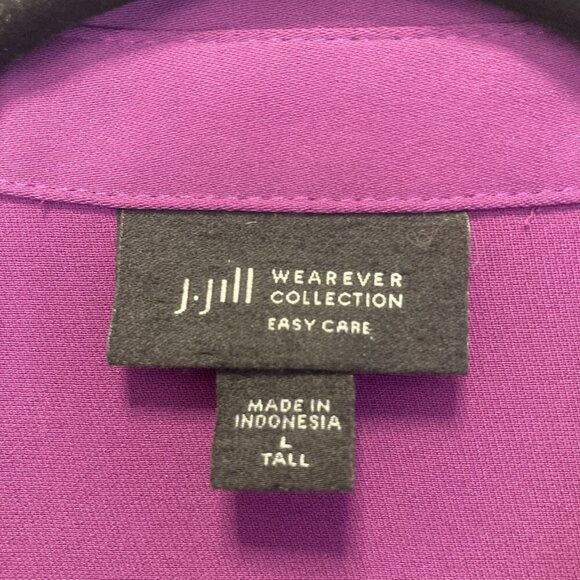 J.Jill WEAREVER
COLLECTION
EASY CARE
MADE IN
INDONESIA
L
TALL